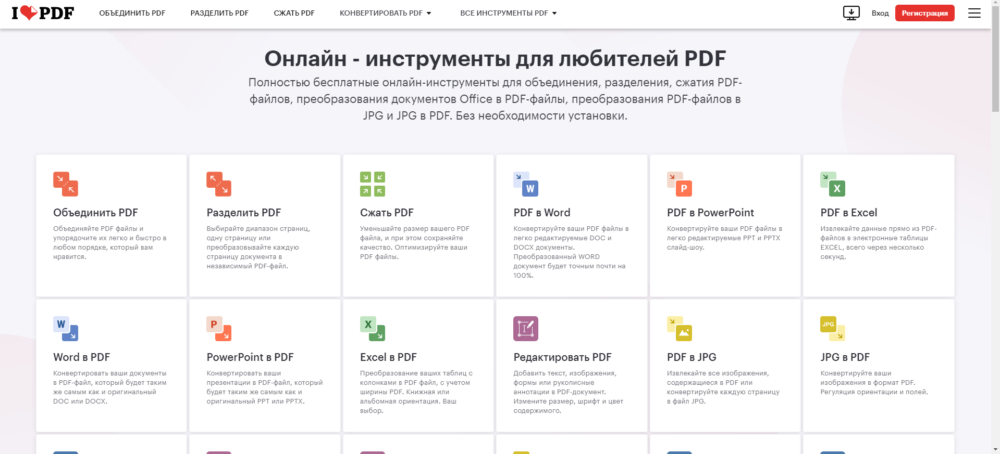 I PDF
ОБЪЕДИНИТЬ PDF
РАЗДЕЛИТЬ PDF
СЖАТЬ PDF
КОНВЕРТИРОВАТЬ PDF
ВСЕ ИНСТРУМЕНТЫ PDF
Вход
Регистрация
Онлайн - инструменты для любителей PDF
Полностью бесплатные онлайн-инструменты для объединения, разделения, сжатия PDF-
файлов, преобразования документов Office в PDF-файлы, преобразования PDF-файлов в
JPG и JPG в PDF. Без необходимости установки.
Объединить PDF
Объединяйте PDF файлы и
упорядочите их легко и быстро в
любом порядке, который вам
нравится.
Разделить PDF
Выбирайте диапазон страниц,
одну страницу или
преобразовывайте каждую
страницу документа в
независимый PDF-файл.
Сжать PDF
Уменьшайте размер вашего PDF
файла, и при этом сохраняйте
качество. Оптимизируйте ваши
PDF файлы.
W
PDF в Word
Конвертируйте ваши PDF файлы в
легко редактируемые DOC и
DOCX документы.
Преобразованный WORD
документ будет точным почти на
100%.
P
PDF в PowerPoint
Конвертируйте ваши PDF файлы в
легко редактируемые PPT и PPTX
слайд-шоу.
X
PDF в Excel
Извлекайте данные прямо из PDF-
файлов в электронные таблицы
EXCEL, всего через несколько
секунд.
W
Word в PDF
Конвертировать ваши документы
в PDF-файл, который будет таким
же самым как и оригинальный
DOC или DOCX.
P
PowerPoint в PDF
Конвертировать ваши
презентации в PDF-файл, который
будет таким же самым как и
оригинальный PPT или PPTX.
X
Excel в PDF
Преобразование ваших таблиц с
колонками в PDF файл, с учетом
ширины PDF. Книжная или
альбомная ориентация. Ваш
выбор.
Редактировать PDF
Добавить текст, изображения,
формы или рукописные
аннотации в PDF-документ.
Измените размер, шрифт и цвет
содержимого.
PDF в JPG
Извлекайте все изображения,
содержащиеся в PDF или
конвертируйте каждую страницу
в файл JPG.
JPG
JPG в PDF
Конвертируйте ваши
изображения в формат PDF.
Регуляция ориентации и полей.